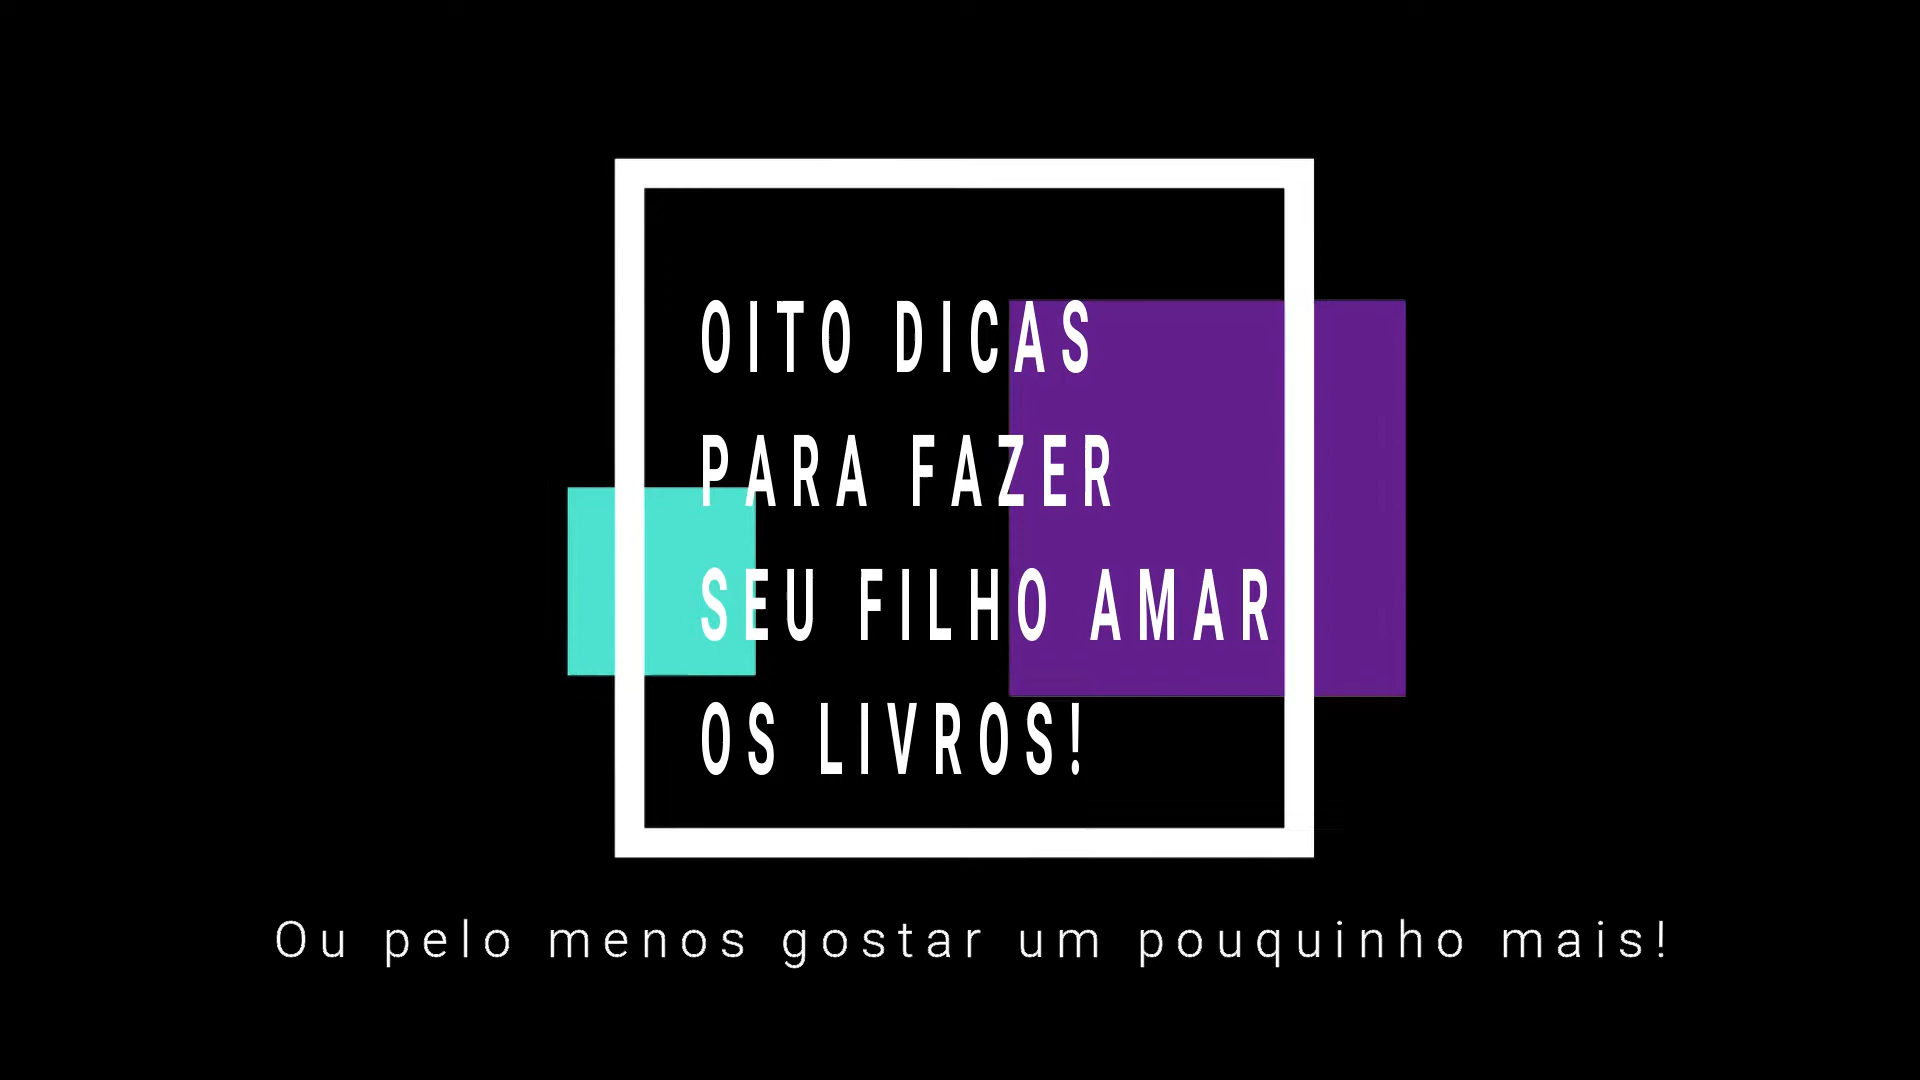 OITO DICAS
PARA FAZER
SEU FILHO AMAR
OS LIVROS!
Ou pelo menos gostar um pouquinho mais!